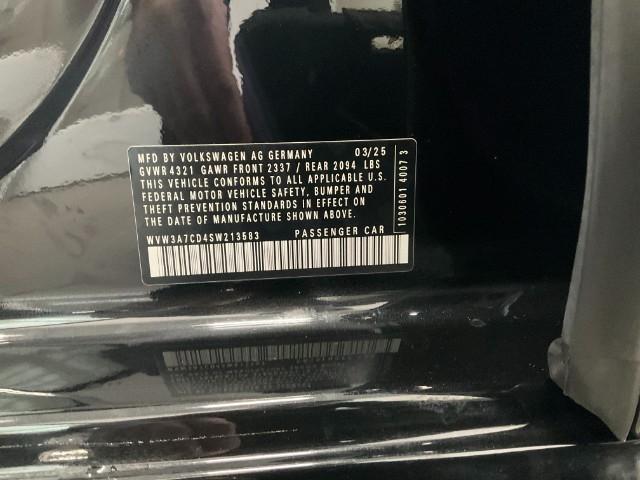 MFD BY VOLKSWAGEN AG GERMANY 03/25
GVWR 4321 GAWR FRONT 2337 / REAR 2094 LBS
THIS VEHICLE CONFORMS TO ALL APPLICABLE U.S.
FEDERAL MOTOR VEHICLE SAFETY, BUMPER AND
THEFT PREVENTION STANDARDS IN EFFECT ON
THE DATE OF MANUFACTURE SHOWN ABOVE.
WVW3A7CD4SW213583 PASSENGER CAR
1030601 4007 3